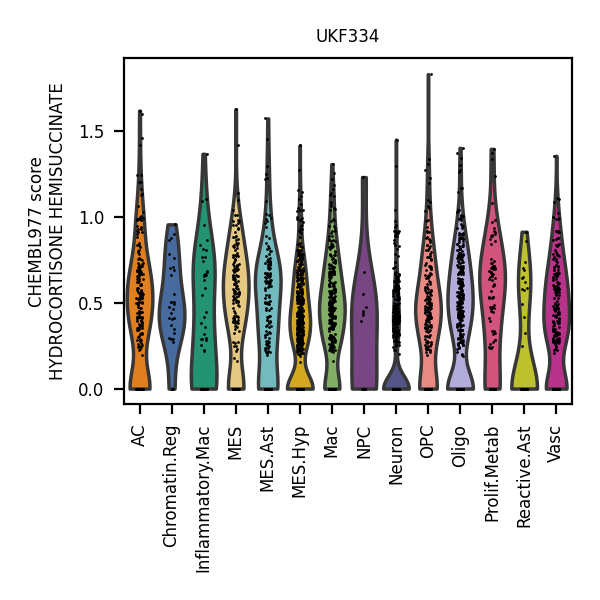 UKF334
CHEMBL977 score
HYDROCORTISONE HEMISUCCINATE
1.5
1.0
0.5
0.0
AC
Chromatin.Reg
Inflammatory.Mac
MES
MES.Ast
MES.Hyp
Mac
NPC
Neuron
OPC
Oligo
Prolif.Metab
Reactive.Ast
Vasc